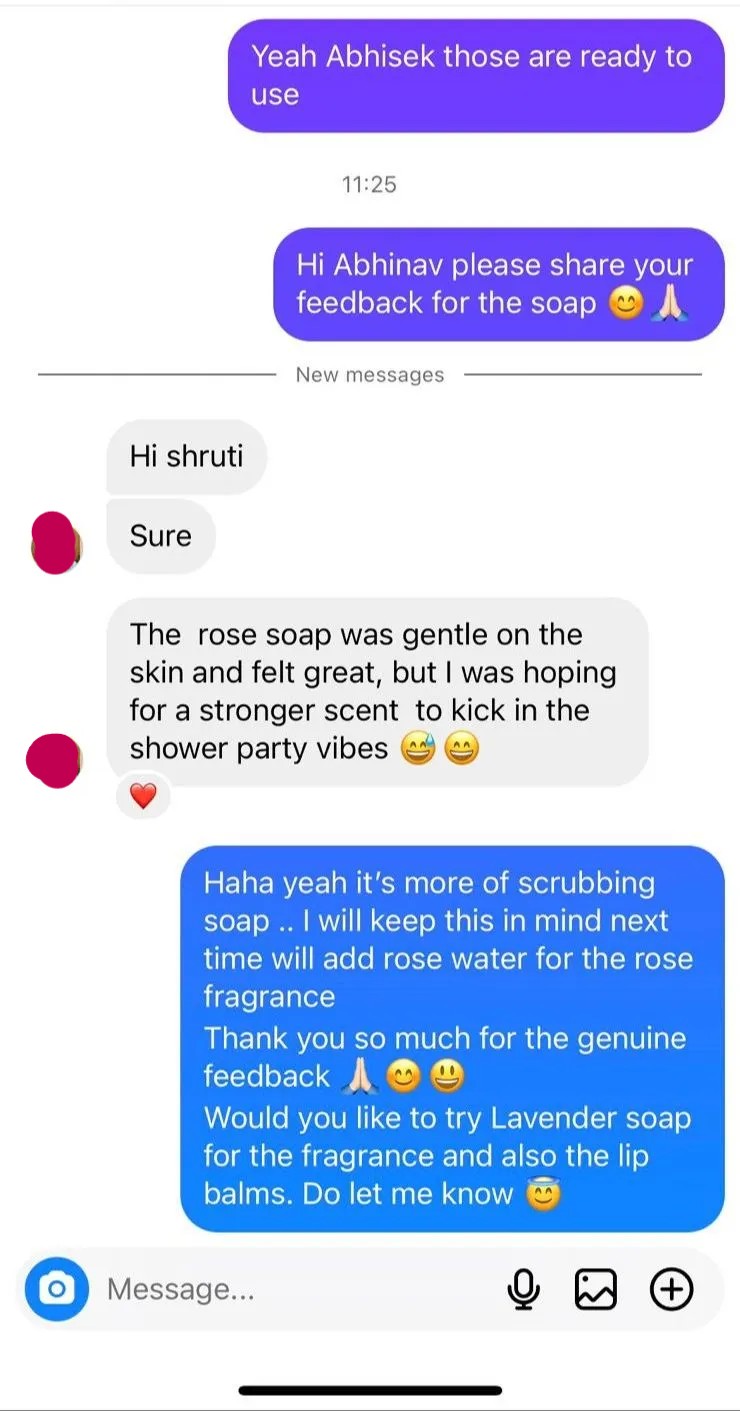 Yeah Abhisek those are ready to
use
11:25
Hi Abhinav please share your
feedback for the soap 😊🙏🏻
New messages
Hi shruti
Sure
The  rose soap was gentle on the
skin and felt great, but I was hoping
for a stronger scent  to kick in the
shower party vibes 😅😄
❤️
Haha yeah it's more of scrubbing
soap .. I will keep this in mind next
time will add rose water for the rose
fragrance
Thank you so much for the genuine
feedback 🙏🏻😊😃
Would you like to try Lavender soap
for the fragrance and also the lip
balms. Do let me know 😇
Message...